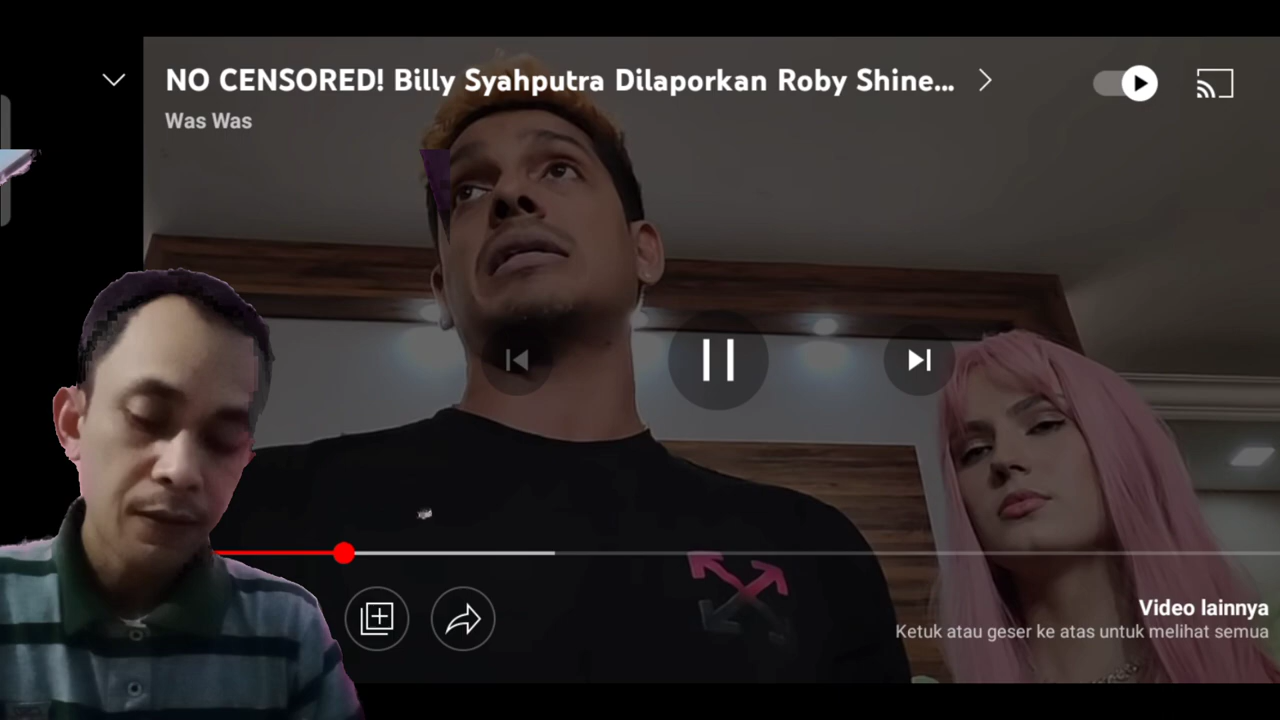 NO CENSORED! Billy Syahputra Dilaporkan Roby Shine...
Was Was
Video lainnya
Ketuk atau geser ke atas untuk melihat semua